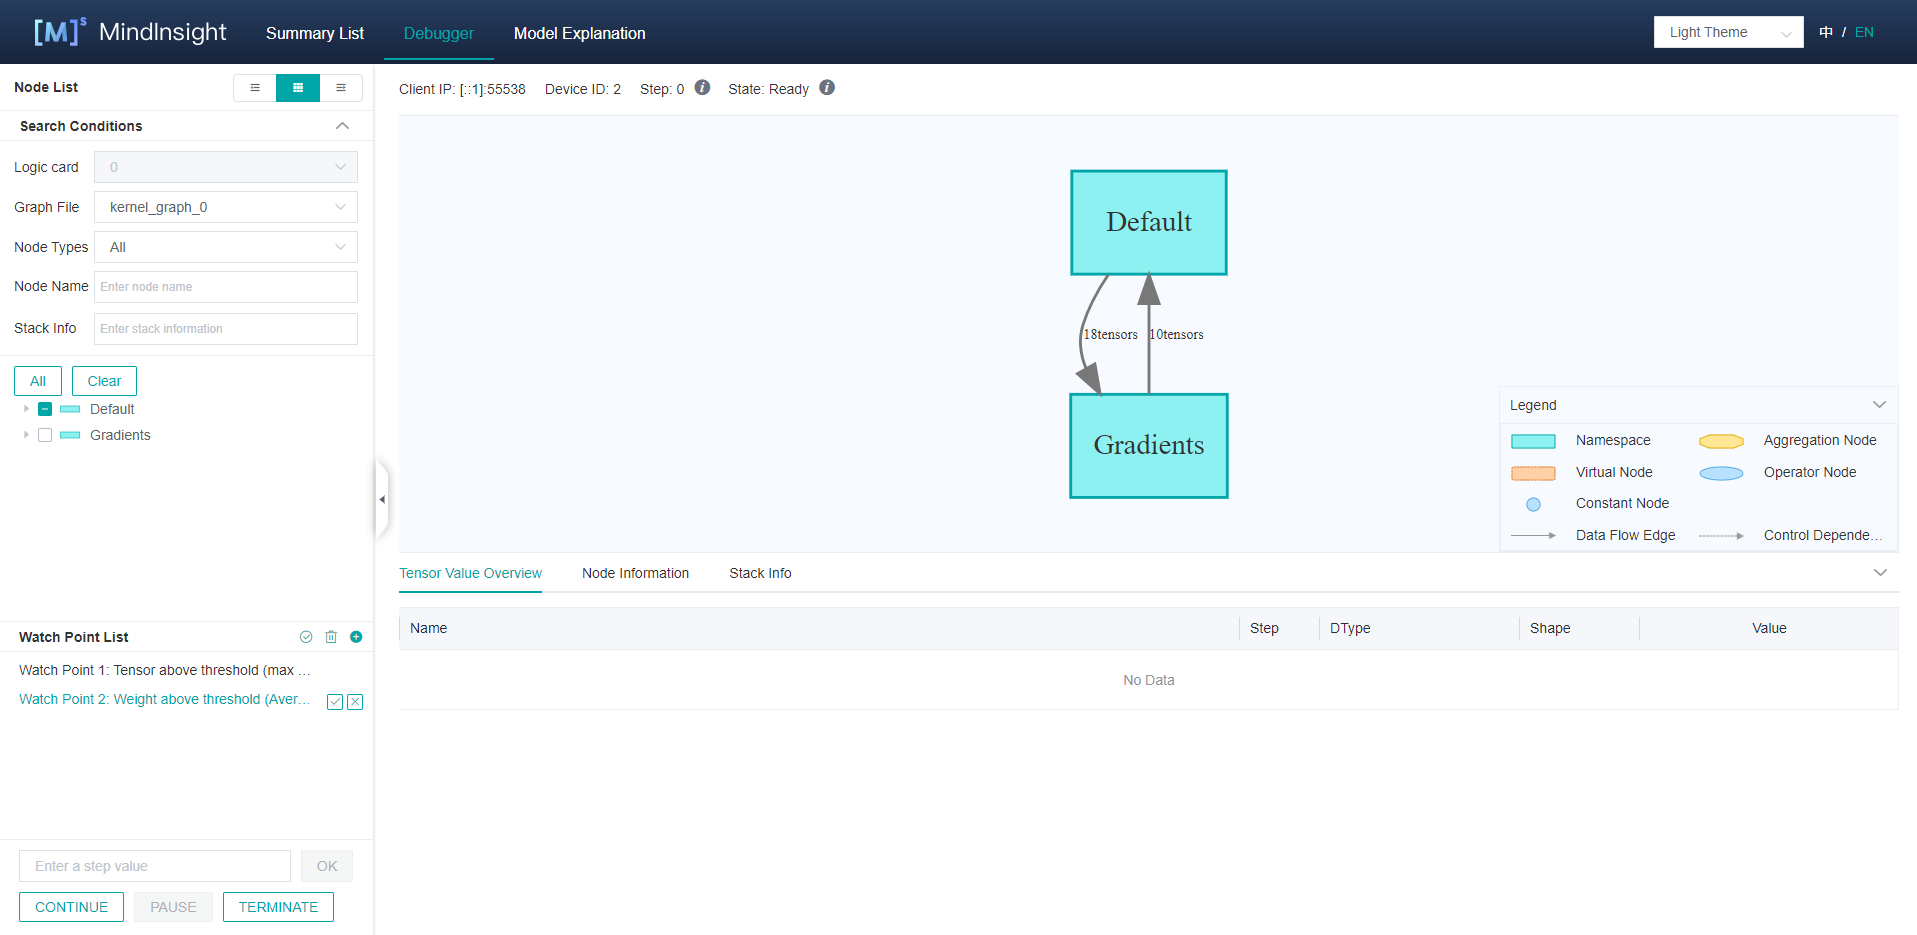 [M]s MindInsight Summary List Debugger Model Explanation Light Theme 中 / EN
Node List
Client IP: [::1]:55538 Device ID: 2 Step: 0 State: Ready
Search Conditions
Logic card 0
Graph File kernel_graph_0
Node Types All
Node Name Enter node name
Stack Info Enter stack information
All Clear
Default
Gradients
Default
18tensors 10tensors
Gradients
Legend
Namespace Aggregation Node
Virtual Node Operator Node
Constant Node
Data Flow Edge Control Depende...
Tensor Value Overview Node Information Stack Info
Name Step DType Shape Value
No Data
Watch Point List
Watch Point 1: Tensor above threshold (max ...
Watch Point 2: Weight above threshold (Aver...
Enter a step value OK
CONTINUE PAUSE TERMINATE